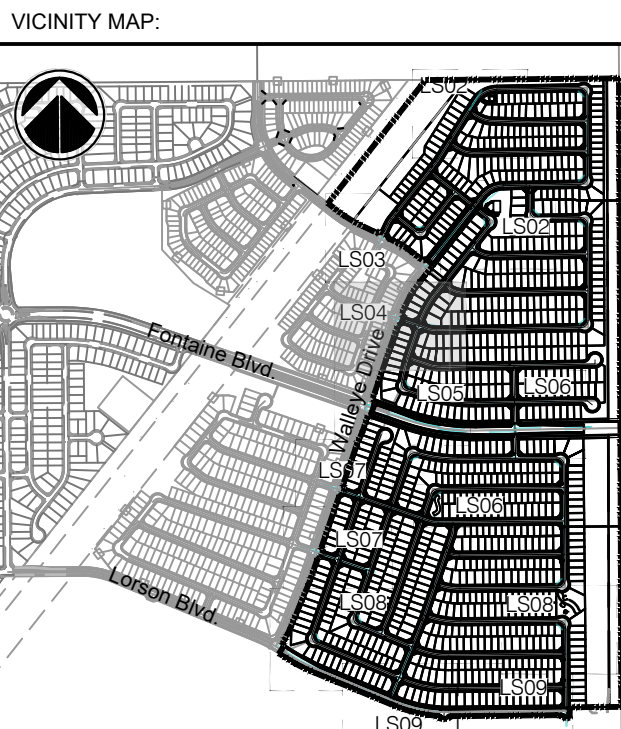 VICINITY MAP:
LS02
LS02
LS03
LS04
Fontaine Blvd.
Walleye Drive
LS05
LS06
LS07
LS06
LS07
LS08
LS08
Lorson Blvd.
LS09
LS09